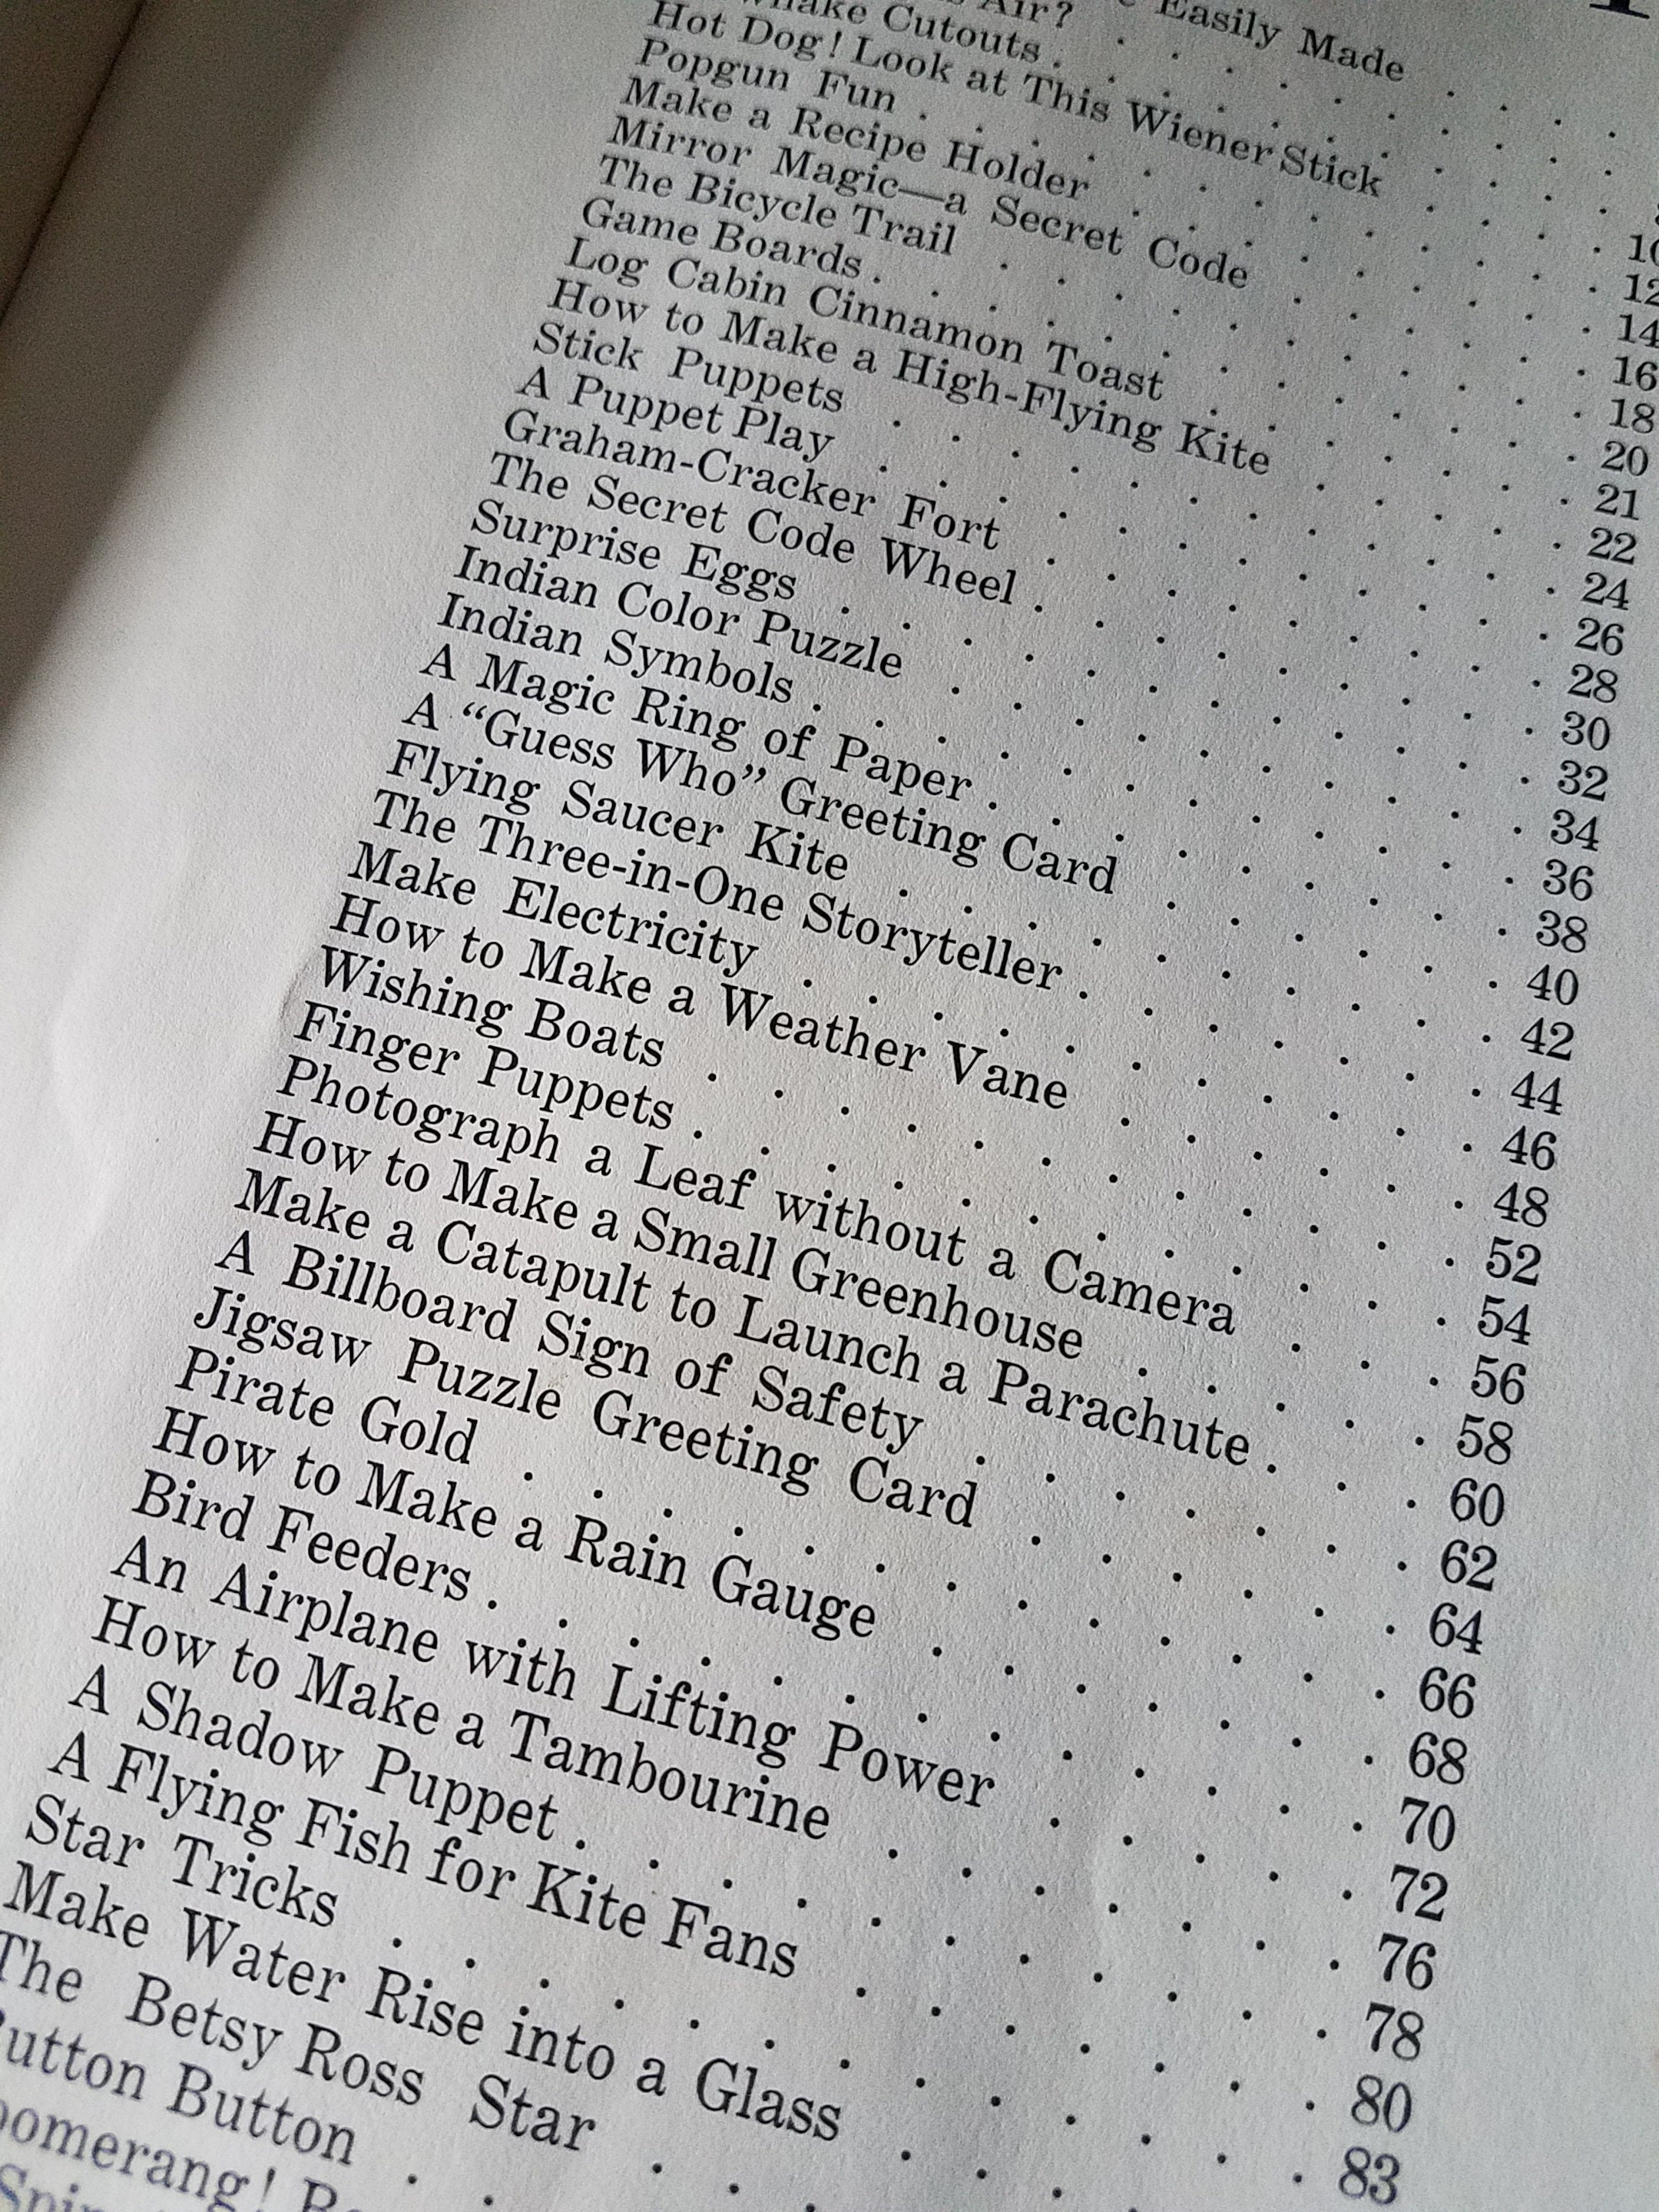 Easily Made
Air?
Cutouts
Hot Dog! Look at This Wiener Stick . . . . 10
Popgun Fun . . . . . . . . . . . . 12
Make a Recipe Holder . . . . . . . . . 14
Mirror Magic—a Secret Code . . . . . . 16
The Bicycle Trail . . . . . . . . . . . 18
Game Boards . . . . . . . . . . . . . 20
Log Cabin Cinnamon Toast . . . . . . . 21
How to Make a High-Flying Kite . . . . . 22
Stick Puppets . . . . . . . . . . . . 24
A Puppet Play . . . . . . . . . . . . 26
Graham-Cracker Fort . . . . . . . . . 28
The Secret Code Wheel . . . . . . . . . 30
Surprise Eggs . . . . . . . . . . . . 32
Indian Color Puzzle . . . . . . . . . . 34
Indian Symbols . . . . . . . . . . . . 36
A Magic Ring of Paper . . . . . . . . . 38
A “Guess Who” Greeting Card . . . . . . 40
Flying Saucer Kite . . . . . . . . . . 42
The Three-in-One Storyteller . . . . . . . 44
Make Electricity . . . . . . . . . . . 46
How to Make a Weather Vane . . . . . . 48
Wishing Boats . . . . . . . . . . . . 52
Finger Puppets . . . . . . . . . . . . 54
Photograph a Leaf without a Camera . . . 56
How to Make a Small Greenhouse . . . . . 58
Make a Catapult to Launch a Parachute . . . 60
A Billboard Sign of Safety . . . . . . . 62
Jigsaw Puzzle Greeting Card . . . . . . 64
Pirate Gold . . . . . . . . . . . . . 66
How to Make a Rain Gauge . . . . . . . 68
Bird Feeders . . . . . . . . . . . . . 70
An Airplane with Lifting Power . . . . . 72
How to Make a Tambourine . . . . . . . 76
A Shadow Puppet . . . . . . . . . . . 78
A Flying Fish for Kite Fans . . . . . . . 80
Star Tricks . . . . . . . . . . . . . 83
Make Water Rise into a Glass
The Betsy Ross Star
Button